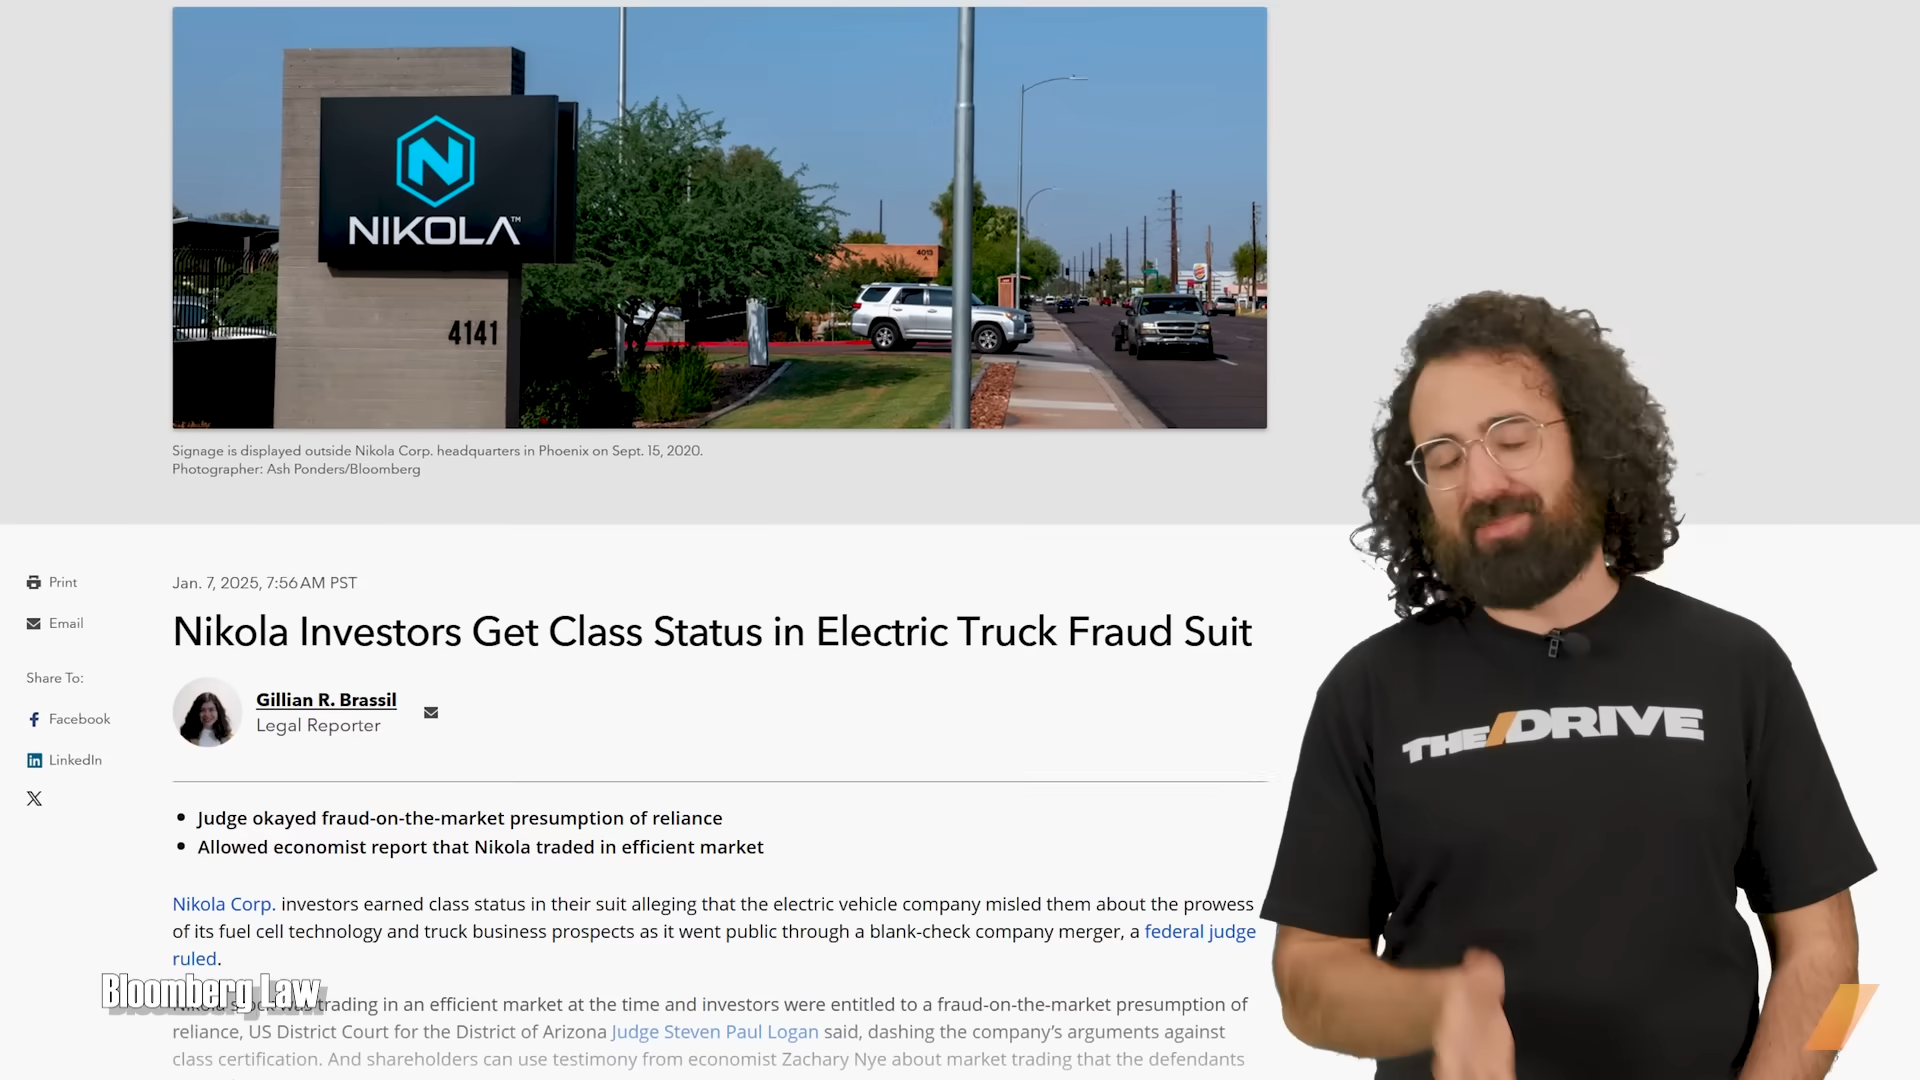 NIKOLA™
4141
4013
A
Signage is displayed outside Nikola Corp. headquarters in Phoenix on Sept. 15, 2020.
Photographer: Ash Ponders/Bloomberg
Print
Email
Share To:
Facebook
LinkedIn
Jan. 7, 2025, 7:56 AM PST
Nikola Investors Get Class Status in Electric Truck Fraud Suit
Gillian R. Brassil
Legal Reporter
• Judge okayed fraud-on-the-market presumption of reliance
• Allowed economist report that Nikola traded in efficient market
Nikola Corp. investors earned class status in their suit alleging that the electric vehicle company misled them about the prowess
of its fuel cell technology and truck business prospects as it went public through a blank-check company merger, a federal judge
ruled.
trading in an efficient market at the time and investors were entitled to a fraud-on-the-market presumption of
reliance, US District Court for the District of Arizona Judge Steven Paul Logan said, dashing the company's arguments against
class certification. And shareholders can use testimony from economist Zachary Nye about market trading that the defendants
Bloomberg Law
THE/DRIVE